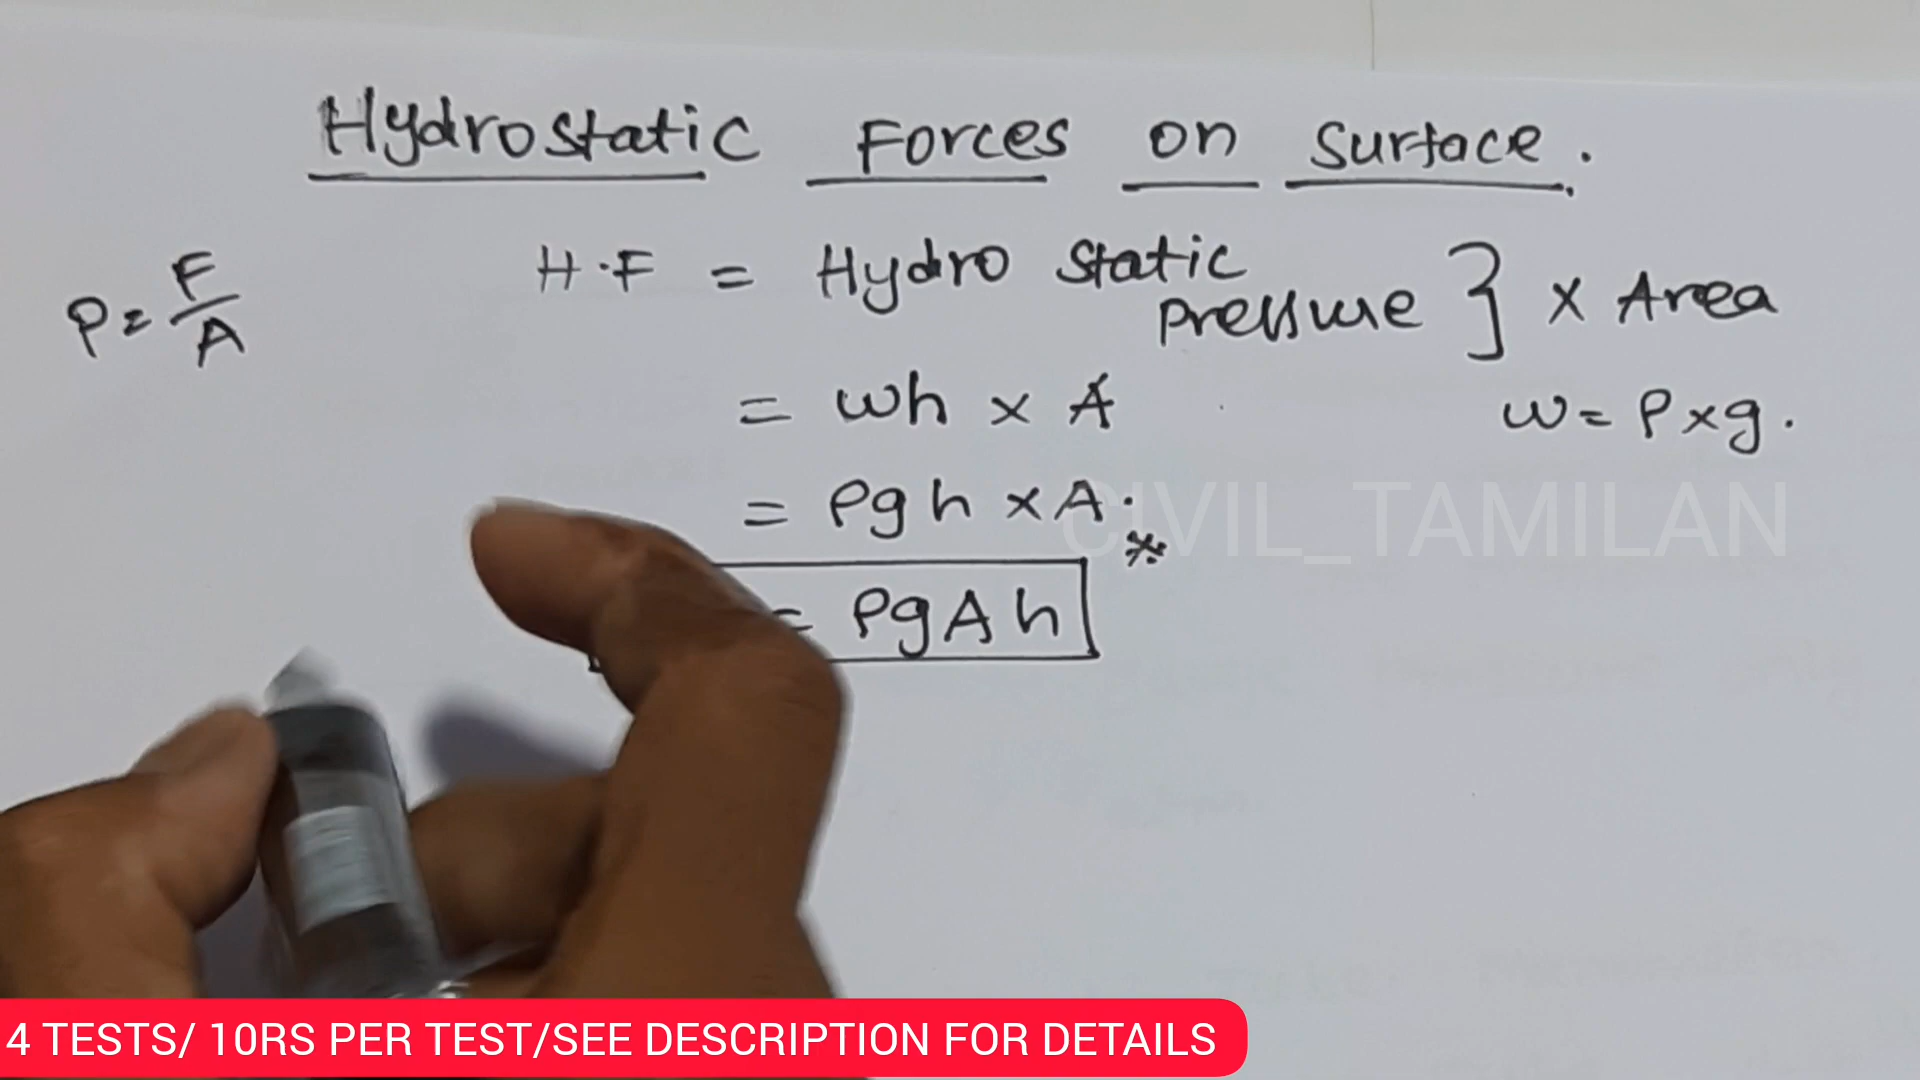 Hydrostatic Forces on Surface.
P = F/A
H.F = Hydro static pressure } × Area
= wh × A
w = ρ × g.
= ρgh × A.
CIVIL_TAMILAN
= ρgAh
4 TESTS/ 10RS PER TEST/SEE DESCRIPTION FOR DETAILS